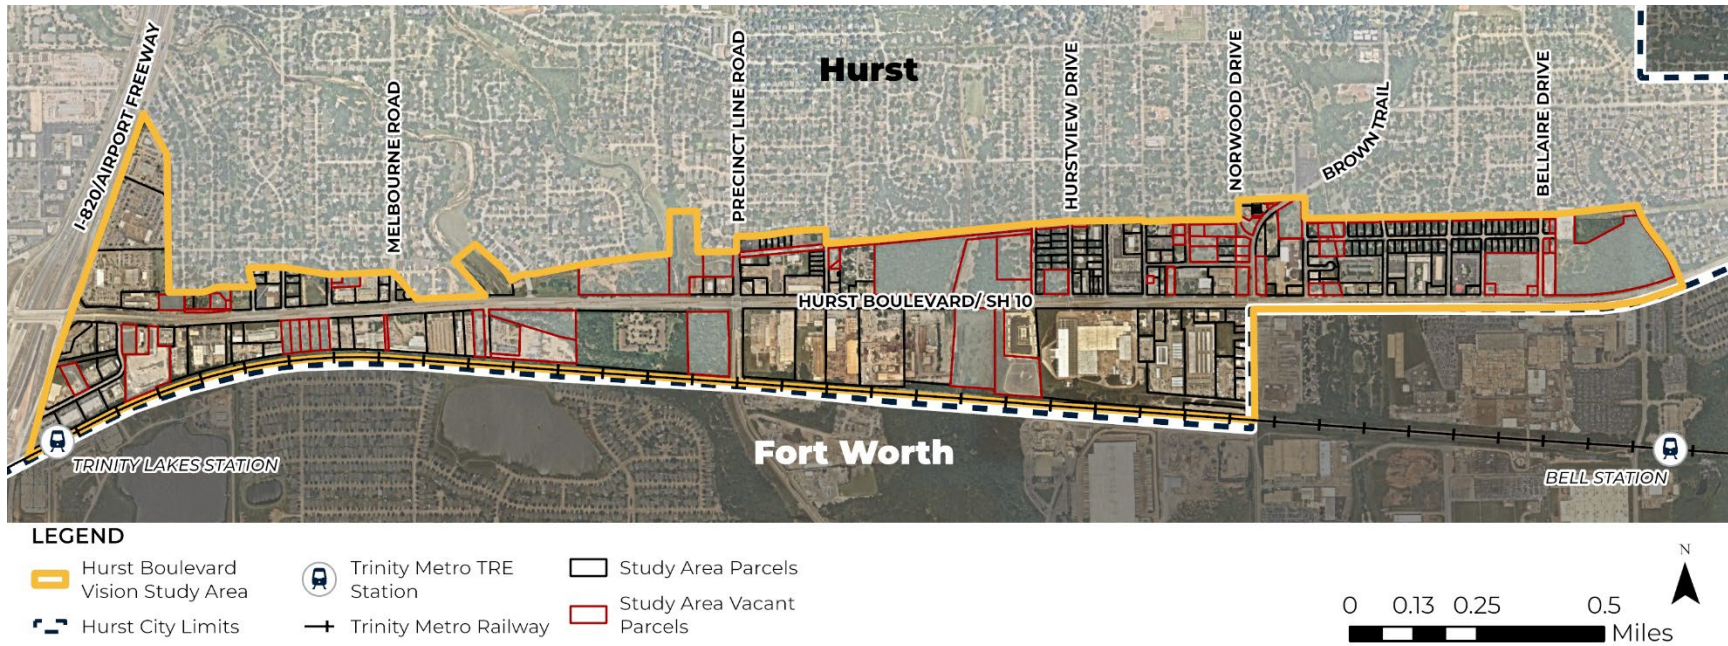 Hurst
I-820/AIRPORT FREEWAY
MELBOURNE ROAD
PRECINCT LINE ROAD
HURSTVIEW DRIVE
NORWOOD DRIVE
BROWN TRAIL
BELLAIRE DRIVE
HURST BOULEVARD/ SH 10
Fort Worth
TRINITY LAKES STATION
BELL STATION
LEGEND
Hurst Boulevard
Vision Study Area
Hurst City Limits
Trinity Metro TRE
Station
Trinity Metro Railway
Study Area Parcels
Study Area Vacant
Parcels
N
0 0.13 0.25 0.5
Miles